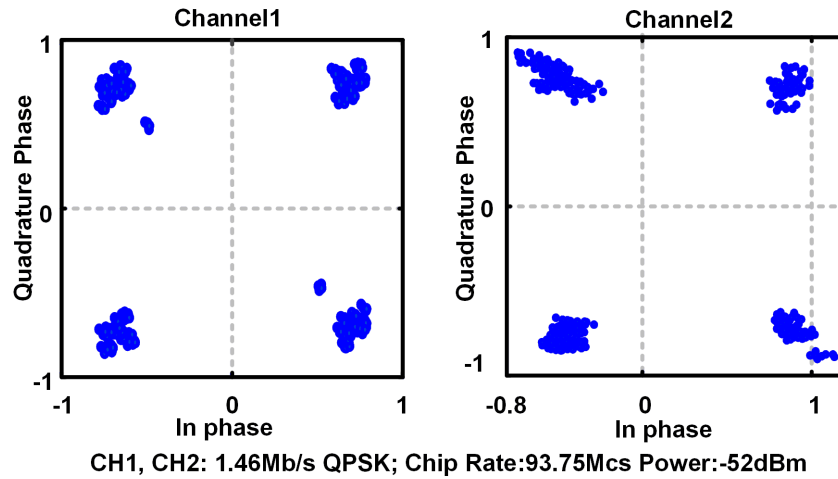 Channel1
Channel2
1
0
-1
-1
0
1
Quadrature Phase
In phase
1
0
-1
-0.8
0
1
Quadrature Phase
In phase
CH1, CH2: 1.46Mb/s QPSK; Chip Rate:93.75Mcs Power:-52dBm